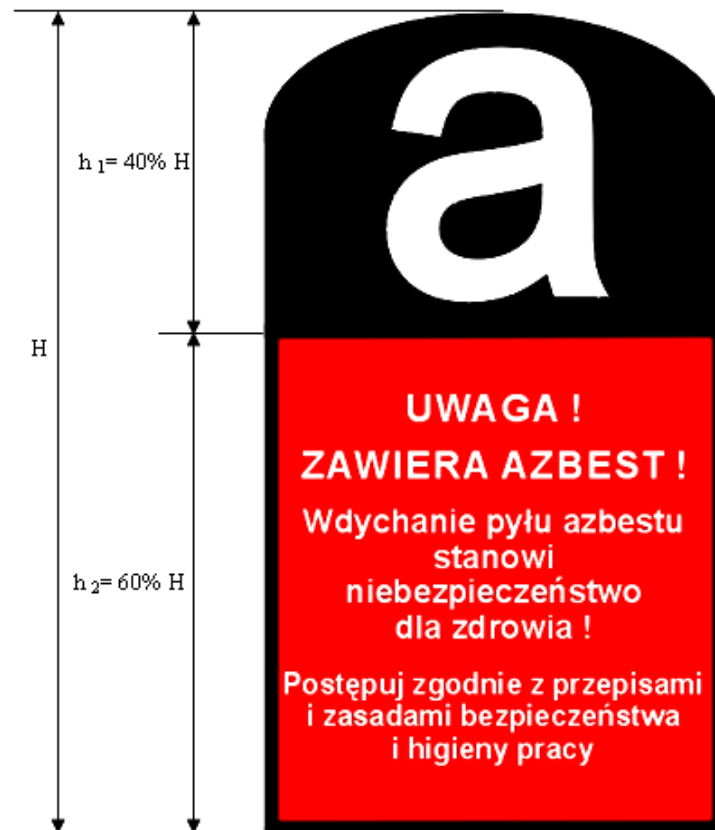 a
h 1= 40% H
H
h 2= 60% H
UWAGA !
ZAWIERA AZBEST !
Wdychanie pyłu azbestu
stanowi
niebezpieczeństwo
dla zdrowia !
Postępuj zgodnie z przepisami
i zasadami bezpieczeństwa
i higieny pracy